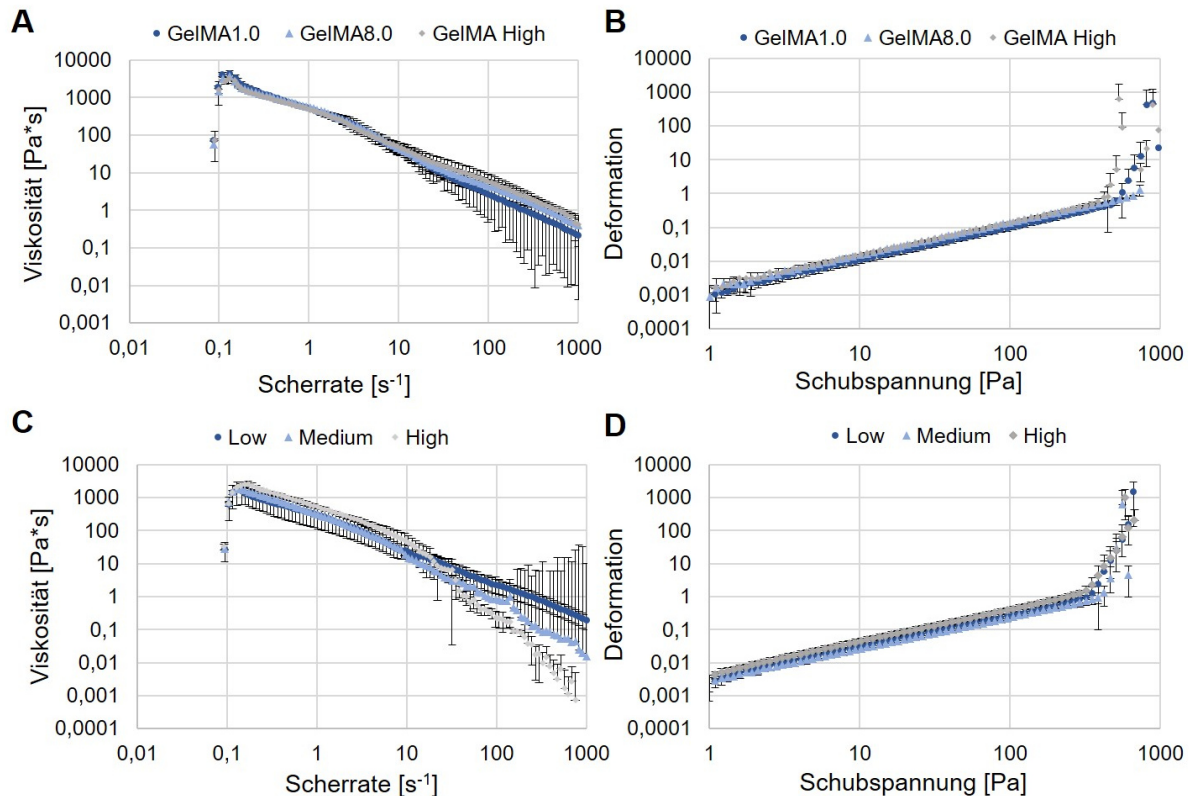 A
GelMA1.0 GelMA8.0 GelMA High
Viskosität [Pa*s]
10000
1000
100
10
1
0,1
0,01
0,001
0,01 0,1 1 10 100 1000
Scherrate [s⁻¹]
B
GelMA1.0 GelMA8.0 GelMA High
Deformation
10000
1000
100
10
1
0,1
0,01
0,001
0,0001
1 10 100 1000
Schubspannung [Pa]
C
Low Medium High
Viskosität [Pa*s]
10000
1000
100
10
1
0,1
0,01
0,001
0,0001
0,01 0,1 1 10 100 1000
Scherrate [s⁻¹]
D
Low Medium High
Deformation
10000
1000
100
10
1
0,1
0,01
0,001
0,0001
1 10 100 1000
Schubspannung [Pa]